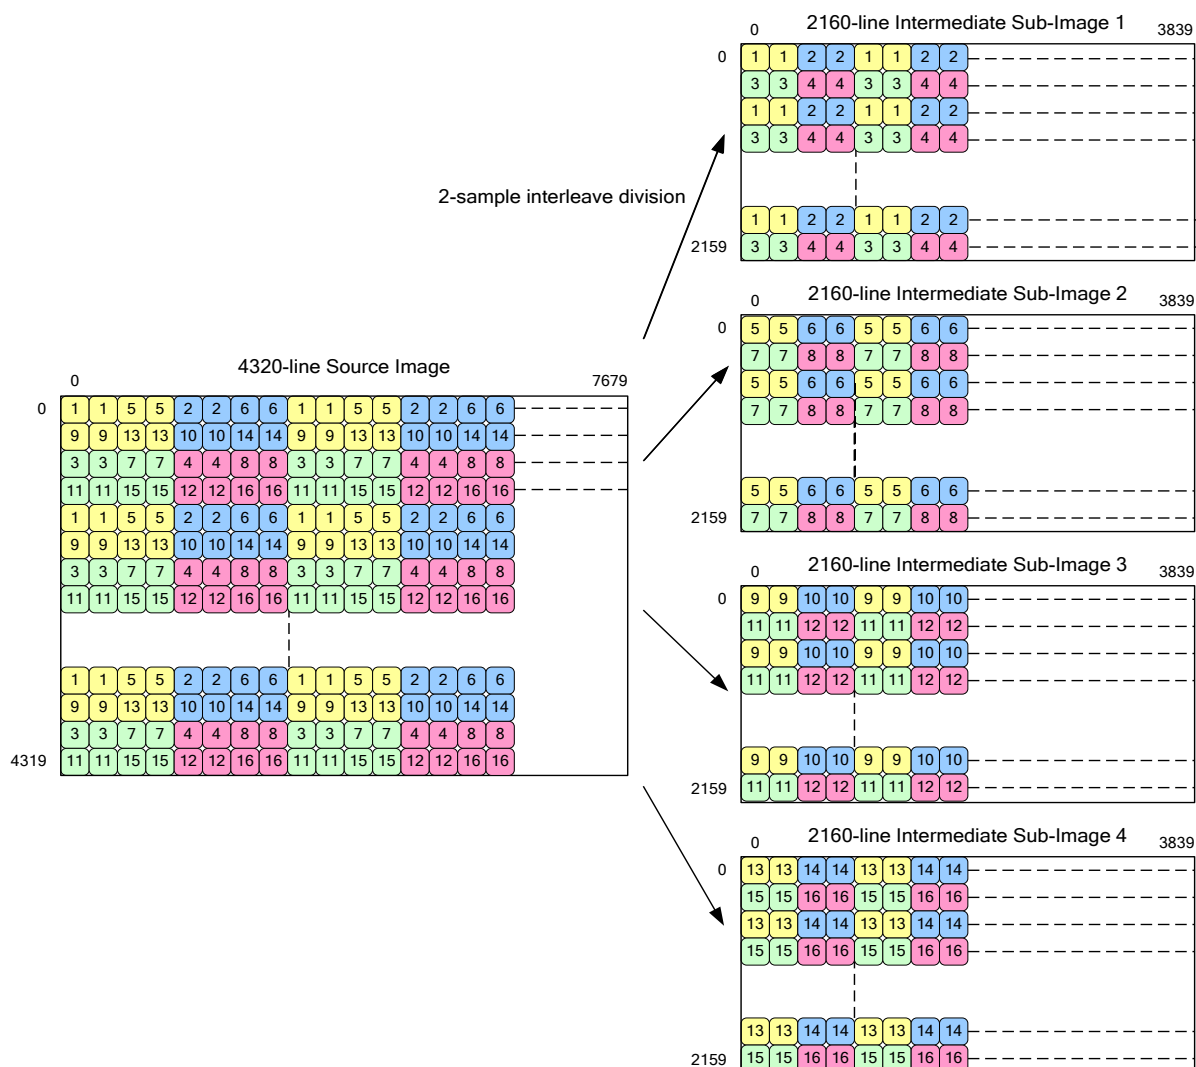 2160-line Intermediate Sub-Image 1
0 3839
0 1 1 2 2 1 1 2 2
3 3 4 4 3 3 4 4
1 1 2 2 1 1 2 2
3 3 4 4 3 3 4 4
1 1 2 2 1 1 2 2
2159 3 3 4 4 3 3 4 4
2-sample interleave division
2160-line Intermediate Sub-Image 2
0 3839
0 5 5 6 6 5 5 6 6
7 7 8 8 7 7 8 8
5 5 6 6 5 5 6 6
7 7 8 8 7 7 8 8
5 5 6 6 5 5 6 6
2159 7 7 8 8 7 7 8 8
4320-line Source Image
0 7679
0 1 1 5 5 2 2 6 6 1 1 5 5 2 2 6 6
9 9 13 13 10 10 14 14 9 9 13 13 10 10 14 14
3 3 7 7 4 4 8 8 3 3 7 7 4 4 8 8
11 11 15 15 12 12 16 16 11 11 15 15 12 12 16 16
1 1 5 5 2 2 6 6 1 1 5 5 2 2 6 6
9 9 13 13 10 10 14 14 9 9 13 13 10 10 14 14
3 3 7 7 4 4 8 8 3 3 7 7 4 4 8 8
11 11 15 15 12 12 16 16 11 11 15 15 12 12 16 16
1 1 5 5 2 2 6 6 1 1 5 5 2 2 6 6
9 9 13 13 10 10 14 14 9 9 13 13 10 10 14 14
3 3 7 7 4 4 8 8 3 3 7 7 4 4 8 8
4319 11 11 15 15 12 12 16 16 11 11 15 15 12 12 16 16
2160-line Intermediate Sub-Image 3
0 3839
0 9 9 10 10 9 9 10 10
11 11 12 12 11 11 12 12
9 9 10 10 9 9 10 10
11 11 12 12 11 11 12 12
9 9 10 10 9 9 10 10
2159 11 11 12 12 11 11 12 12
2160-line Intermediate Sub-Image 4
0 3839
0 13 13 14 14 13 13 14 14
15 15 16 16 15 15 16 16
13 13 14 14 13 13 14 14
15 15 16 16 15 15 16 16
13 13 14 14 13 13 14 14
2159 15 15 16 16 15 15 16 16